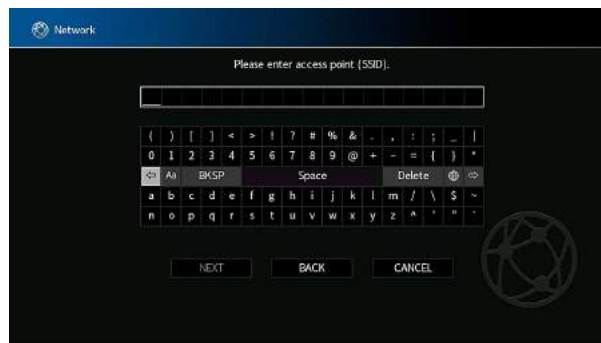 Network
Please enter access point (SSID).
( ) [ ] < > ! ? # % & . , : ; _ |
0 1 2 3 4 5 6 7 8 9 @ + - = { } *
⇦ Aa BKSP Space Delete ⇨
a b c d e f g h i j k l m / \ $ ~
n o p q r s t u v w x y z ^ ' " `
NEXT BACK CANCEL